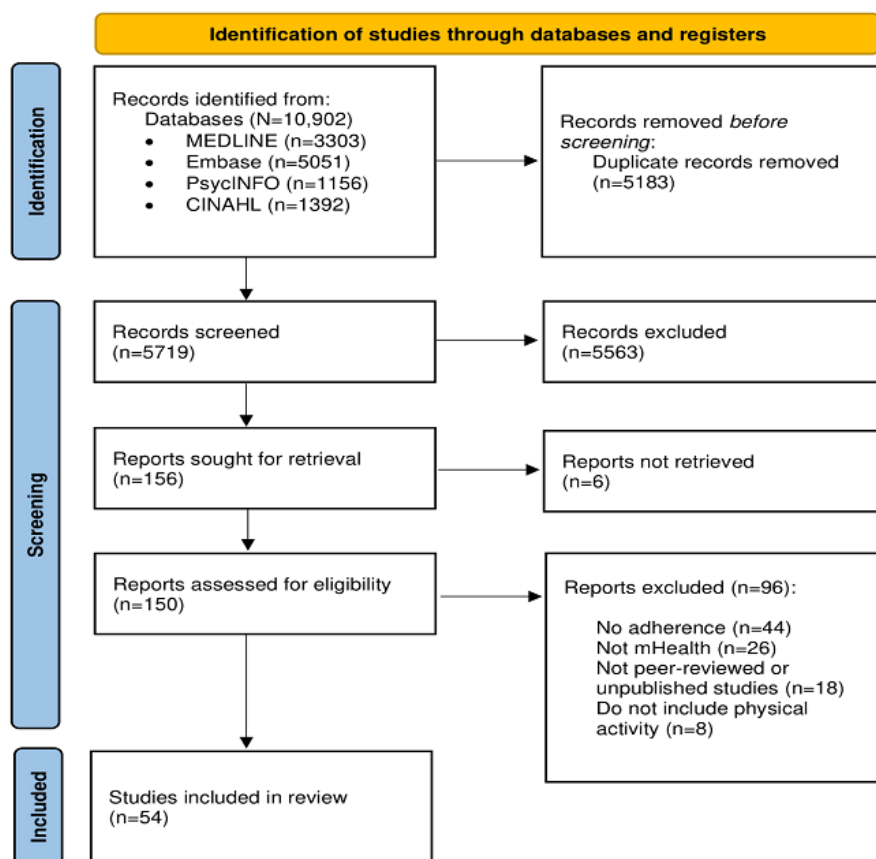 Identification of studies through databases and registers
Identification
Records identified from:
Databases (N=10,902)
• MEDLINE (n=3303)
• Embase (n=5051)
• PsycINFO (n=1156)
• CINAHL (n=1392)
Records removed before
screening:
Duplicate records removed
(n=5183)
Screening
Records screened
(n=5719)
Records excluded
(n=5563)
Reports sought for retrieval
(n=156)
Reports not retrieved
(n=6)
Reports assessed for eligibility
(n=150)
Reports excluded (n=96):
No adherence (n=44)
Not mHealth (n=26)
Not peer-reviewed or
unpublished studies (n=18)
Do not include physical
activity (n=8)
Included
Studies included in review
(n=54)